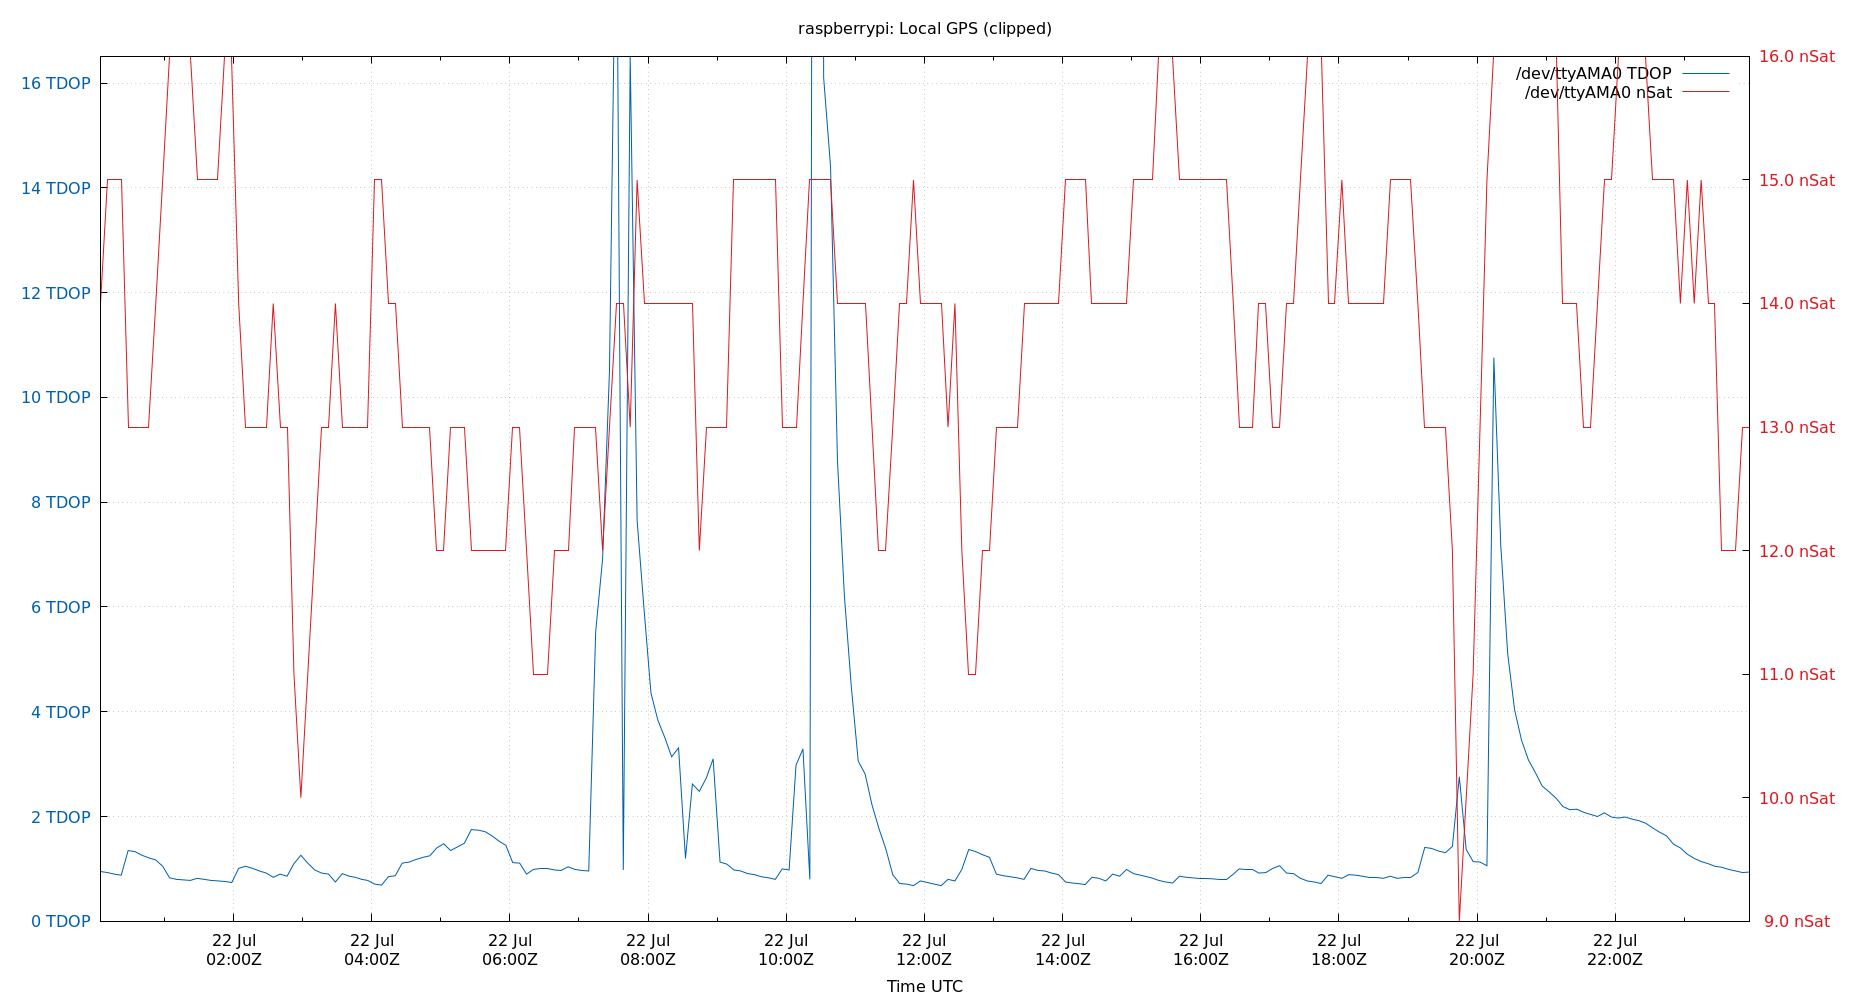 raspberrypi: Local GPS (clipped)
16 TDOP
14 TDOP
12 TDOP
10 TDOP
8 TDOP
6 TDOP
4 TDOP
2 TDOP
0 TDOP
/dev/ttyAMA0 TDOP
/dev/ttyAMA0 nSat
16.0 nSat
15.0 nSat
14.0 nSat
13.0 nSat
12.0 nSat
11.0 nSat
10.0 nSat
9.0 nSat
22 Jul
02:00Z
22 Jul
04:00Z
22 Jul
06:00Z
22 Jul
08:00Z
22 Jul
10:00Z
22 Jul
12:00Z
22 Jul
14:00Z
22 Jul
16:00Z
22 Jul
18:00Z
22 Jul
20:00Z
22 Jul
22:00Z
Time UTC